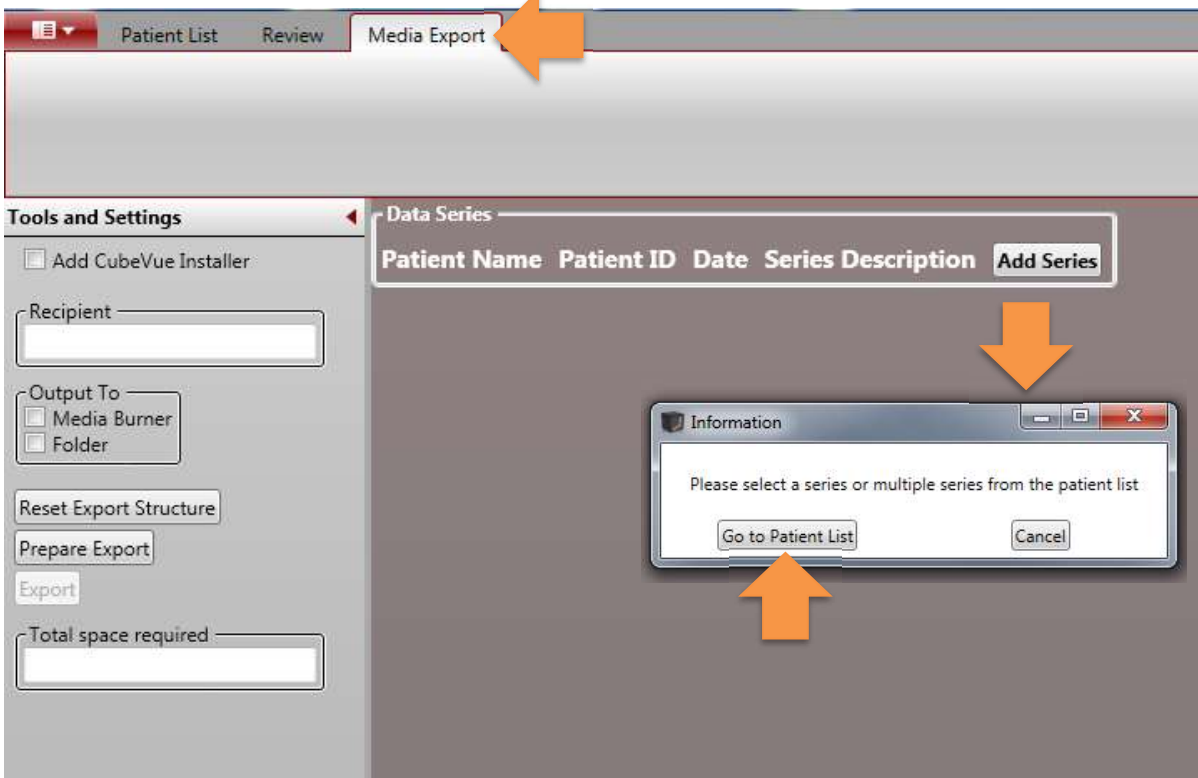 Patient List Review Media Export
Tools and Settings
Add CubeVue Installer
Recipient
Output To
Media Burner
Folder
Reset Export Structure
Prepare Export
Export
Total space required
Data Series
Patient Name Patient ID Date Series Description Add Series
Information
Please select a series or multiple series from the patient list
Go to Patient List Cancel